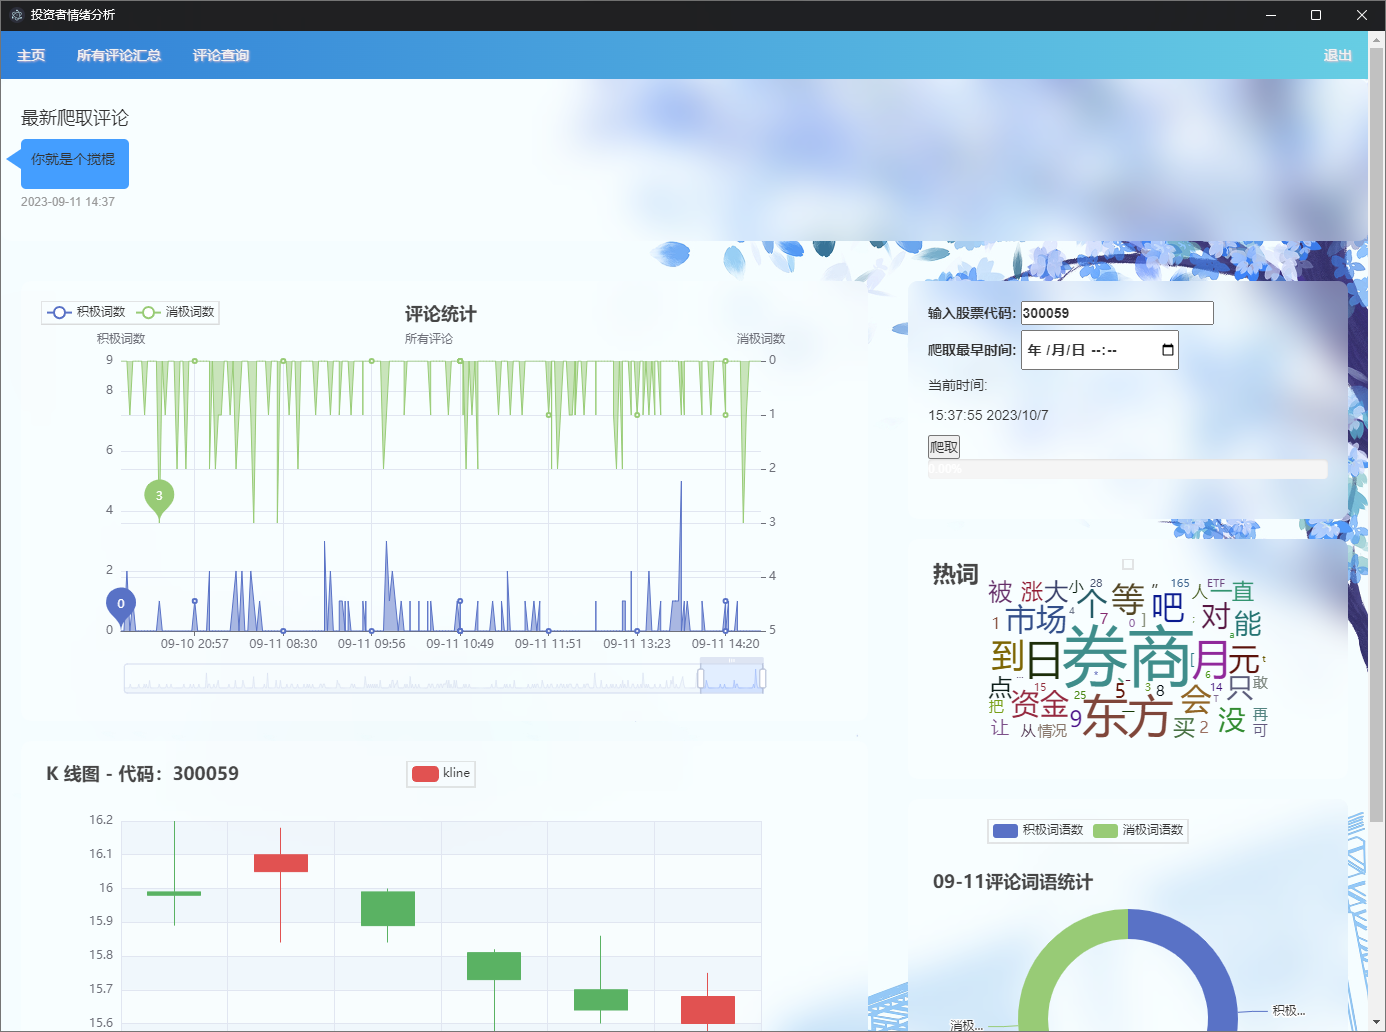 投资者情绪分析
主页 所有评论汇总 评论查询 退出
最新爬取评论
你就是个搅棍
2023-09-11 14:37
积极词数 消极词数
评论统计
所有评论
积极词数
消极词数
9
8
6
4
2
0
0
1
2
3
4
5
3
0
09-10 20:57 09-11 08:30 09-11 09:56 09-11 10:49 09-11 11:51 09-11 13:23 09-11 14:20
输入股票代码: 300059
爬取最早时间: 年 /月/日 --:--
当前时间:
15:37:55 2023/10/7
爬取
0.00%
热词
被 涨 大 小 28 个 等 “ 165 吧 人 ETF 一 直
1 市场 4 7 0 ] : 对 a 能
到 日 券商 [ 月 元 t
点 15 25 5 3 8 6 14 会 T 只 敢
把 资金 9 东方 买 2 没 再
让 从 情况 可
K 线图 - 代码：300059
kline
16.2
16.1
16
15.9
15.8
15.7
15.6
积极词语数 消极词语数
09-11评论词语统计
积极...
消极...